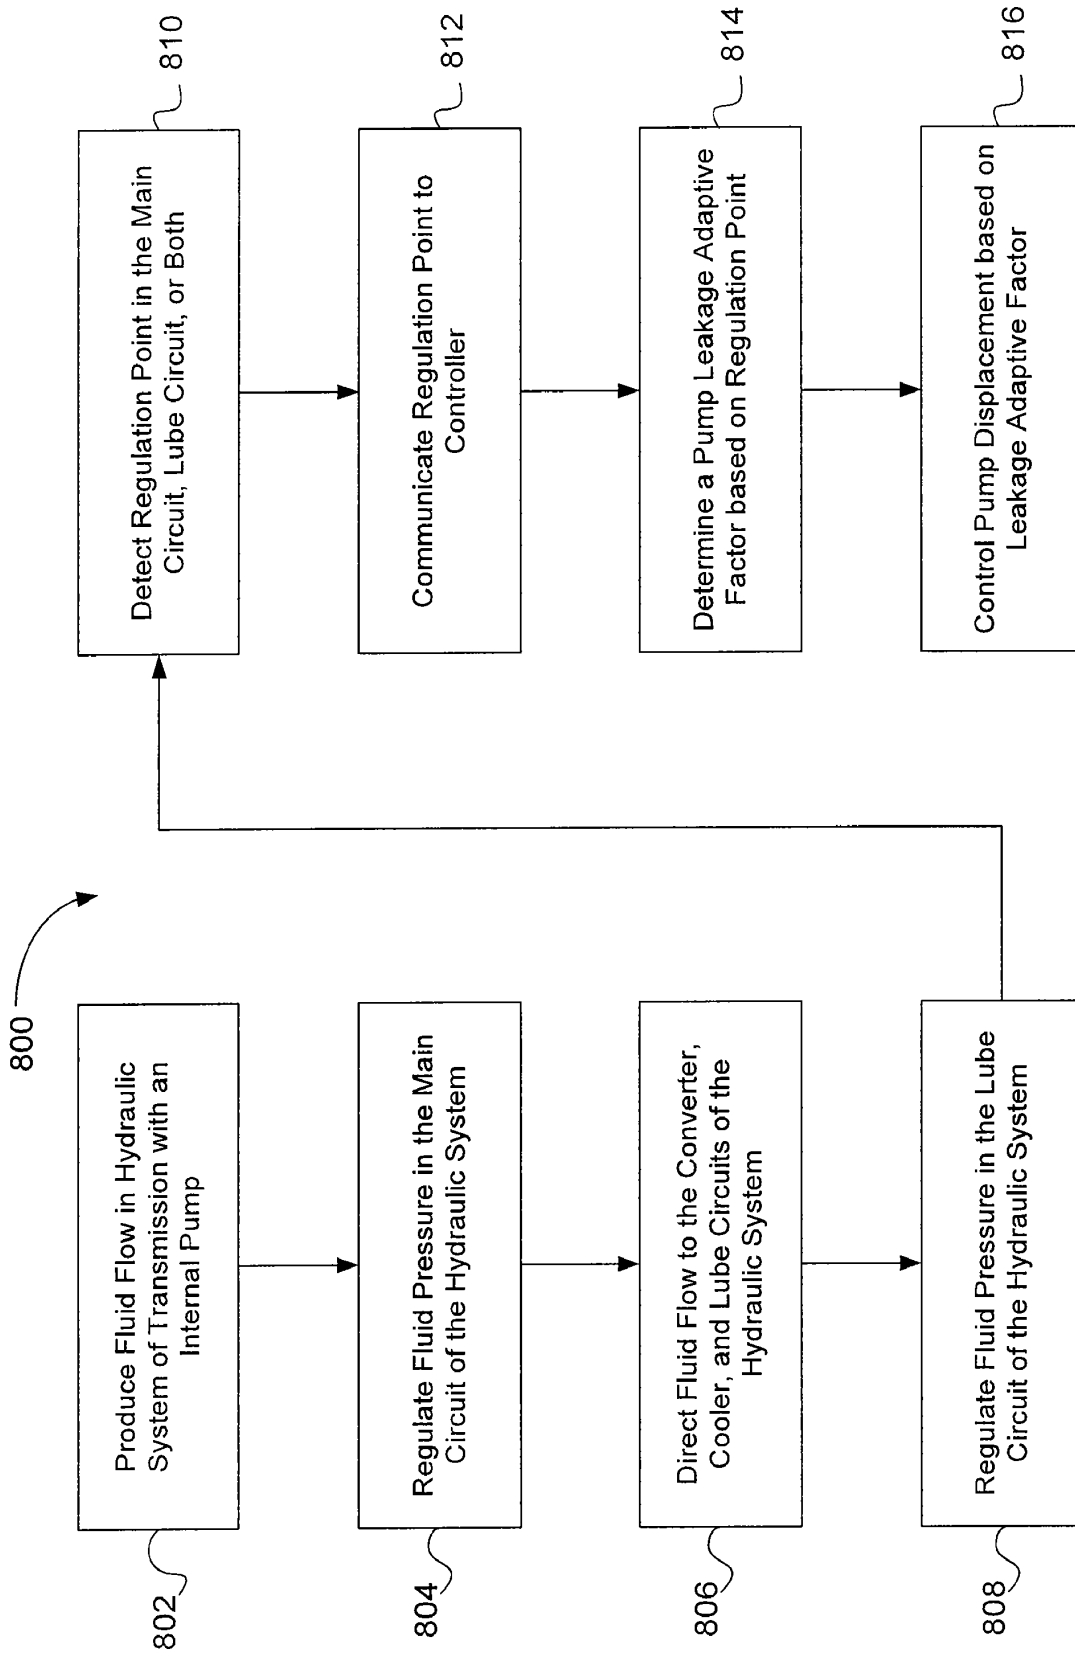 800
802
Produce Fluid Flow in Hydraulic
System of Transmission with an
Internal Pump
804
Regulate Fluid Pressure in the Main
Circuit of the Hydraulic System
806
Direct Fluid Flow to the Converter,
Cooler, and Lube Circuits of the
Hydraulic System
808
Regulate Fluid Pressure in the Lube
Circuit of the Hydraulic System
810
Detect Regulation Point in the Main
Circuit, Lube Circuit, or Both
812
Communicate Regulation Point to
Controller
814
Determine a Pump Leakage Adaptive
Factor based on Regulation Point
816
Control Pump Displacement based on
Leakage Adaptive Factor